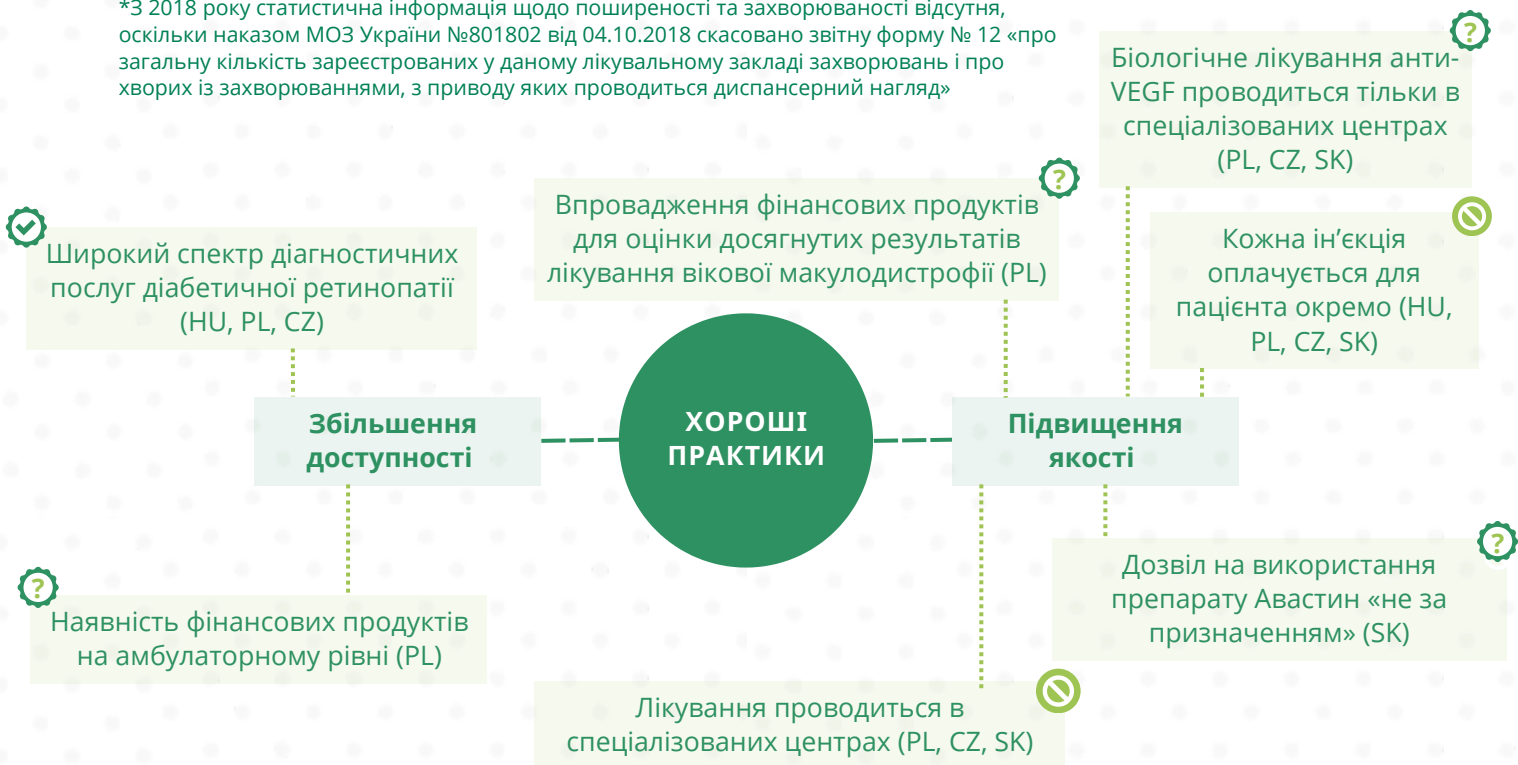 *З 2018 року статистична інформація щодо поширеності та захворюваності відсутня,
оскільки наказом МОЗ України №801802 від 04.10.2018 скасовано звітну форму № 12 «про
загальну кількість зареєстрованих у даному лікувальному закладі захворювань і про
хворих із захворюваннями, з приводу яких проводиться диспансерний нагляд»
Біологічне лікування анти-
VEGF проводиться тільки в
спеціалізованих центрах
(PL, CZ, SK)
Впровадження фінансових продуктів
для оцінки досягнутих результатів
лікування вікової макулодистрофії (PL)
Кожна ін’єкція
оплачується для
пацієнта окремо (HU,
PL, CZ, SK)
Широкий спектр діагностичних
послуг діабетичної ретинопатії
(HU, PL, CZ)
Збільшення
доступності
ХОРОШІ
ПРАКТИКИ
Підвищення
якості
Наявність фінансових продуктів
на амбулаторному рівні (PL)
Дозвіл на використання
препарату Авастин «не за
призначенням» (SK)
Лікування проводиться в
спеціалізованих центрах (PL, CZ, SK)